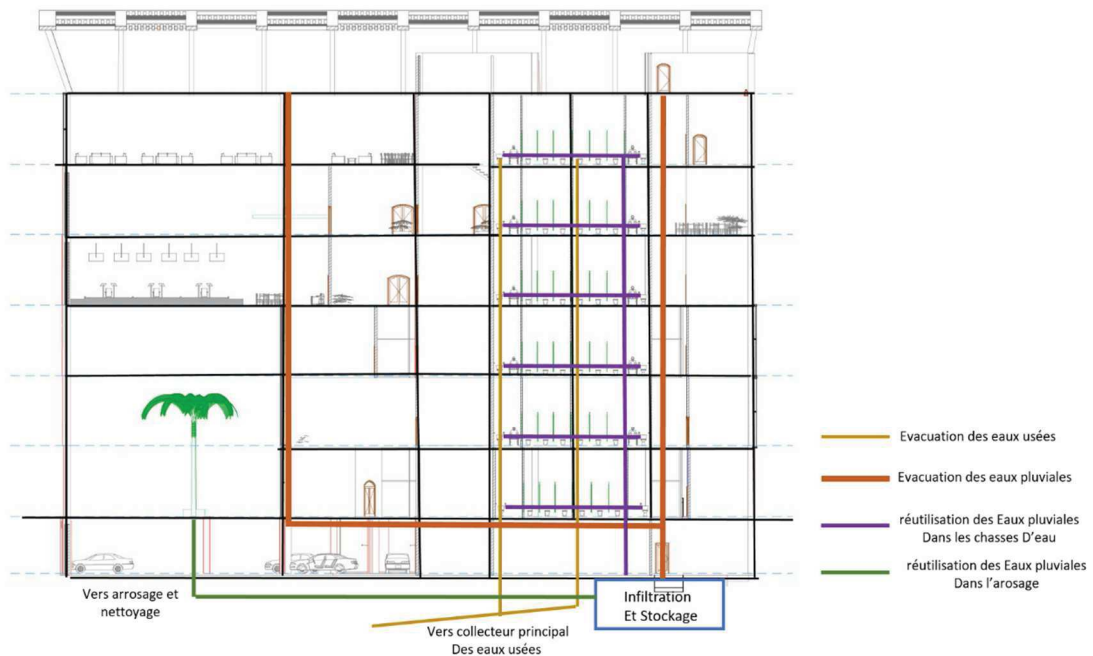 Evacuation des eaux usées
Evacuation des eaux pluviales
réutilisation des Eaux pluviales
Dans les chasses D'eau
réutilisation des Eaux pluviales
Dans l'arosage
Vers arrosage et
nettoyage
Infiltration
Et Stockage
Vers collecteur principal
Des eaux usées